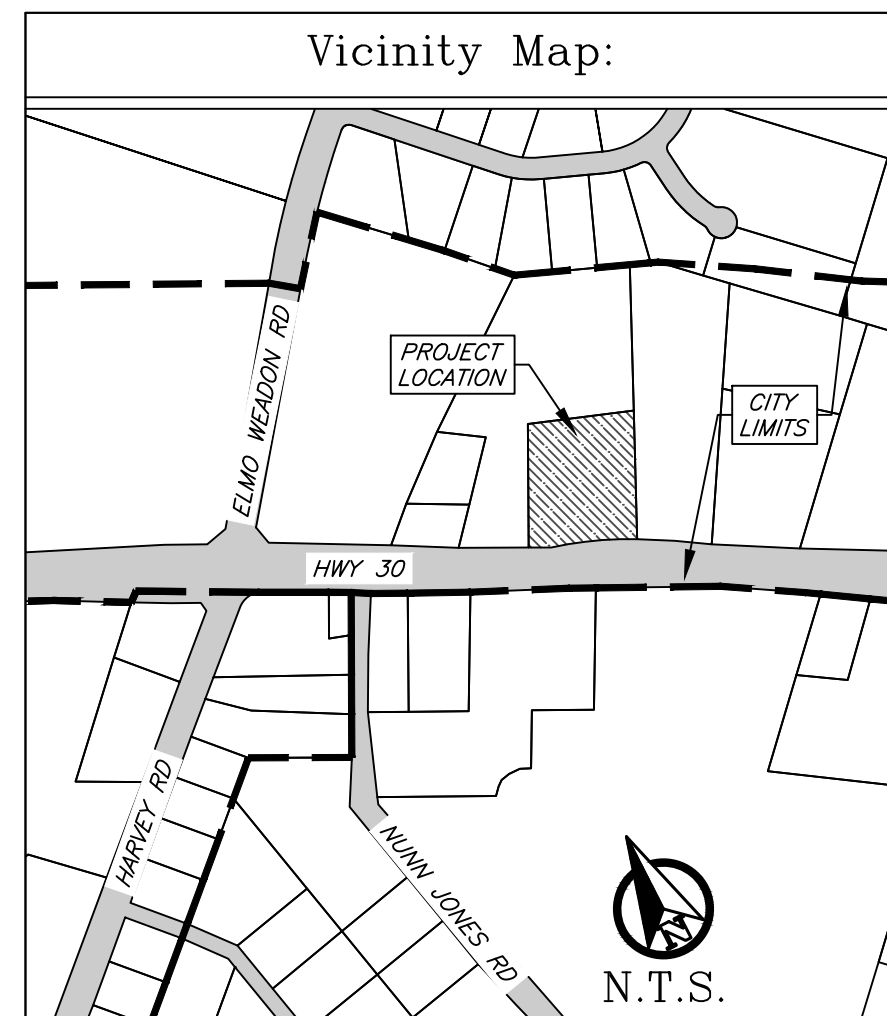 Vicinity Map:
ELMO WEADON RD
PROJECT
LOCATION
CITY
LIMITS
HWY 30
HARVEY RD
NUNN JONES RD
N
N.T.S.